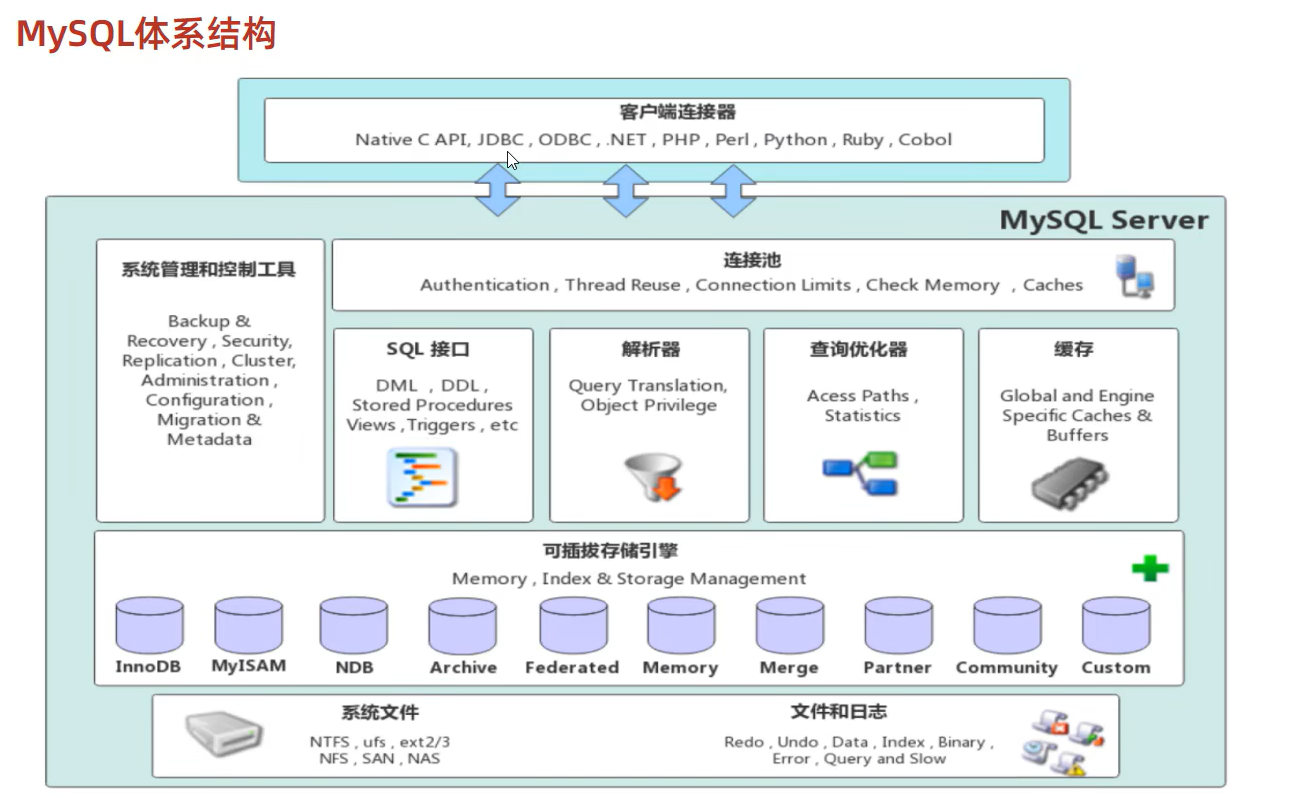 MySQL体系结构
客户端连接器
Native C API, JDBC , ODBC , .NET , PHP , Perl , Python , Ruby , Cobol
MySQL Server
系统管理和控制工具
Backup &
Recovery , Security,
Replication , Cluster,
Administration ,
Configuration ,
Migration &
Metadata
连接池
Authentication , Thread Reuse , Connection Limits , Check Memory , Caches
SQL 接口
DML , DDL ,
Stored Procedures
Views ,Triggers , etc
解析器
Query Translation,
Object Privilege
查询优化器
Acess Paths ,
Statistics
缓存
Global and Engine
Specific Caches &
Buffers
可插拔存储引擎
Memory , Index & Storage Management
InnoDB
MyISAM
NDB
Archive
Federated
Memory
Merge
Partner
Community
Custom
系统文件
NTFS , ufs , ext2/3
NFS , SAN , NAS
文件和日志
Redo , Undo , Data , Index , Binary ,
Error , Query and Slow